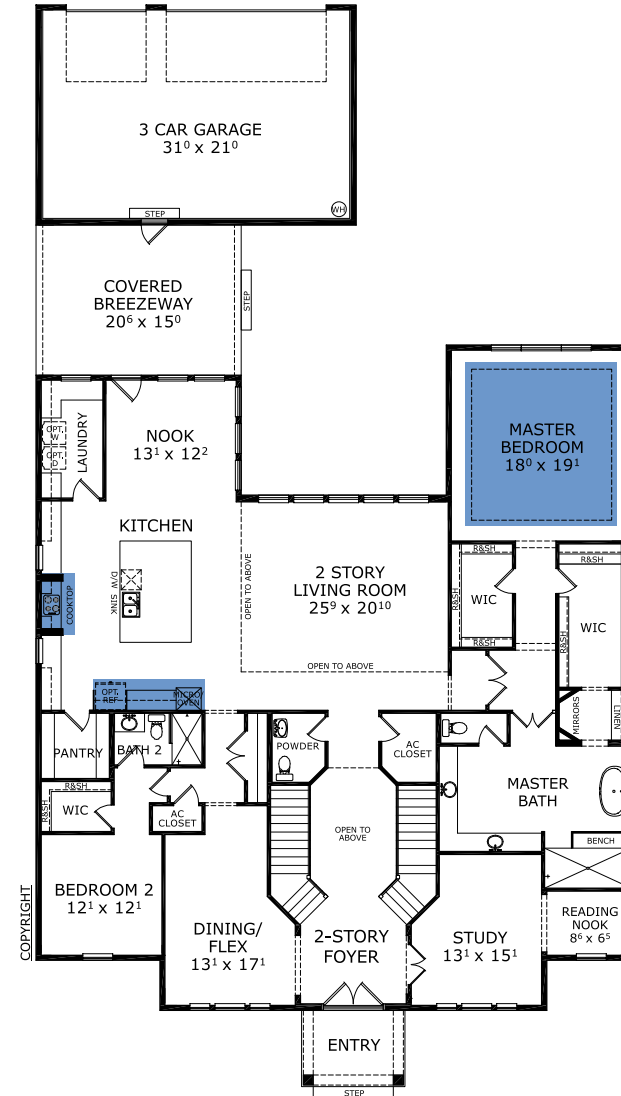 3 CAR GARAGE
31⁰ x 21⁰
STEP
WH
COVERED
BREEZEWAY
20⁶ x 15⁰
STEP
MASTER
BEDROOM
18⁰ x 19¹
LAUNDRY
OPT.
W
OPT.
D
NOOK
13¹ x 12²
KITCHEN
D/W
SINK
COOKTOP
OPEN TO ABOVE
2 STORY
LIVING ROOM
25⁹ x 20¹⁰
OPEN TO ABOVE
R&SH
R&SH
WIC
R&SH
R&SH
R&SH
WIC
OPT.
REF
MICRO
OVEN
MIRRORS
LINEN
PANTRY
BATH 2
POWDER
AC
CLOSET
R&SH
R&SH
WIC
AC
CLOSET
OPEN TO
ABOVE
MASTER
BATH
BENCH
COPYRIGHT
BEDROOM 2
12¹ x 12¹
DINING/
FLEX
13¹ x 17¹
2-STORY
FOYER
STUDY
13¹ x 15¹
READING
NOOK
8⁶ x 6⁵
ENTRY
STEP